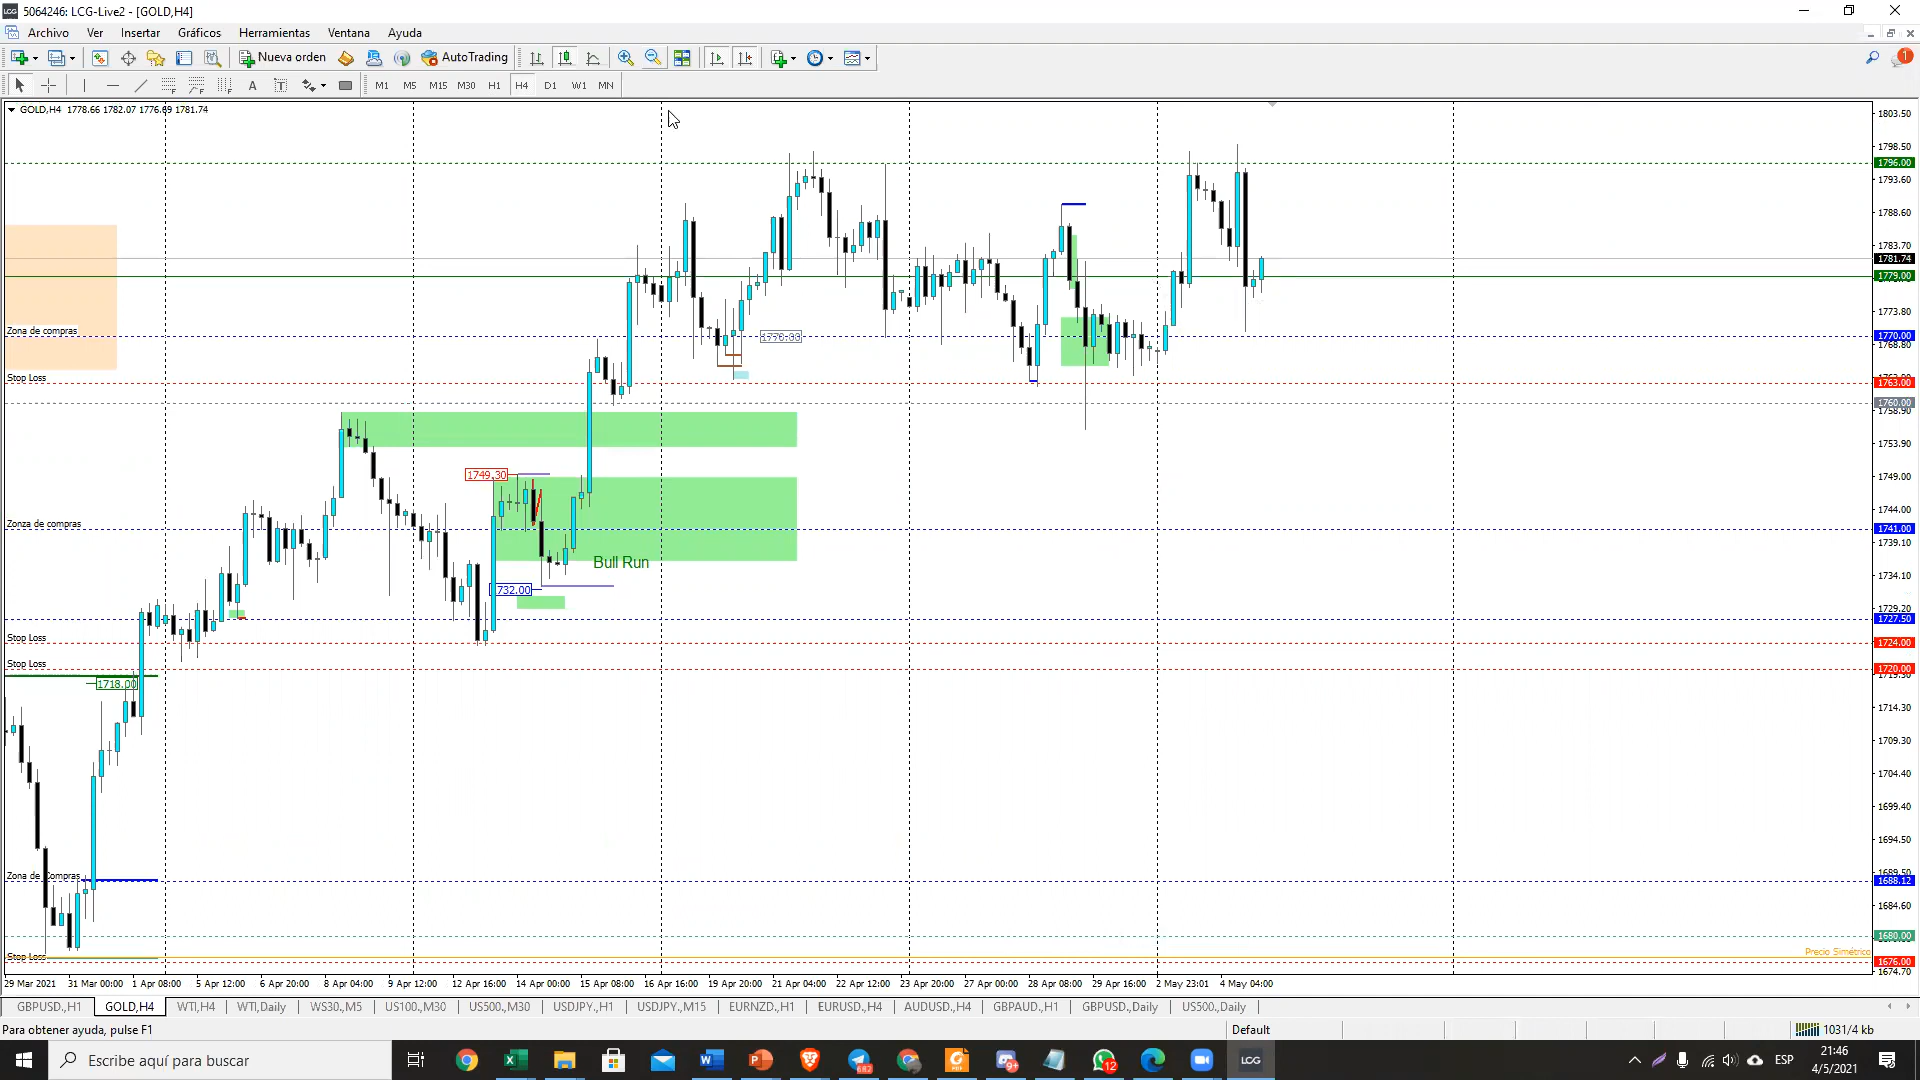 5064246: LCG-Live2 - [GOLD,H4]
Archivo Ver Insertar Gráficos Herramientas Ventana Ayuda
Nueva orden AutoTrading
A T M1 M5 M15 M30 H1 H4 D1 W1 MN
GOLD,H4 1778.66 1782.07 1776.69 1781.74
1803.50
1798.50
1796.00
1793.60
1788.60
1783.70
1781.74
1779.00
1773.80
Zona de compras
1770.00
1770.00
1768.80
Stop Loss
1763.00
1760.00
1758.90
1753.90
1749.30
1749.00
1744.00
Zonza de compras
1741.00
1739.10
Bull Run
1734.10
1732.00
1729.20
1727.50
Stop Loss
1724.00
Stop Loss
1720.00
1719.30
1718.00
1714.30
1709.30
1704.40
1699.40
1694.50
1689.50
Zona de Compras
1688.12
1684.60
1680.00
Precio Simétrico
Stop Loss
1676.00
1674.70
29 Mar 2021 31 Mar 00:00 1 Apr 08:00 5 Apr 12:00 6 Apr 20:00 8 Apr 04:00 9 Apr 12:00 12 Apr 16:00 14 Apr 00:00 15 Apr 08:00 16 Apr 16:00 19 Apr 20:00 21 Apr 04:00 22 Apr 12:00 23 Apr 20:00 27 Apr 00:00 28 Apr 08:00 29 Apr 16:00 2 May 23:01 4 May 04:00
GBPUSD.,H1 GOLD,H4 WTI,H4 WTI,Daily WS30.,M5 US100.,M30 US500.,M30 USDJPY.,H1 USDJPY.,M15 EURNZD.,H1 EURUSD.,H4 AUDUSD.,H4 GBPAUD.,H1 GBPUSD.,Daily US500.,Daily
Para obtener ayuda, pulse F1 Default 1031/4 kb
Escribe aquí para buscar
ESP
21:46
4/5/2021